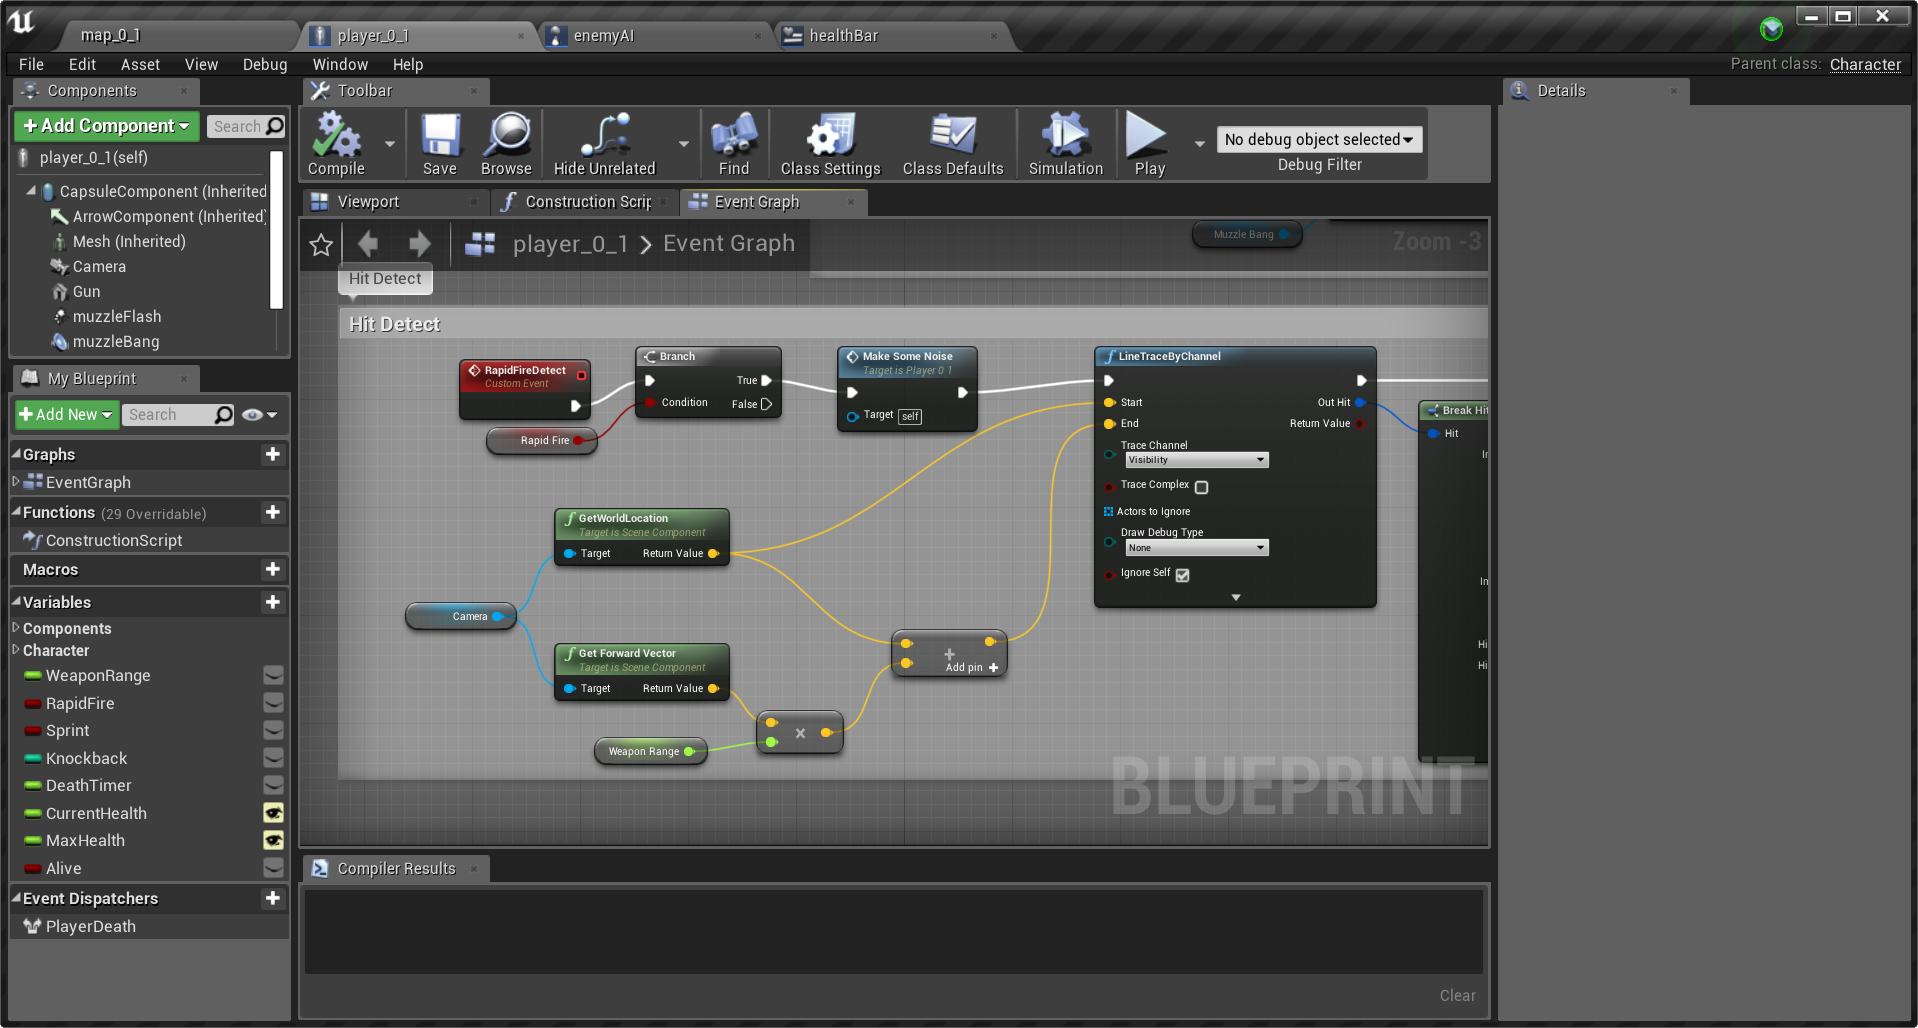 map_0_1
player_0_1
enemyAI
healthBar
File Edit Asset View Debug Window Help
Parent class: Character
Components
Toolbar
Details
Add Component
Search
player_0_1(self)
CapsuleComponent (Inherited
ArrowComponent (Inherited)
Mesh (Inherited)
Camera
Gun
muzzleFlash
muzzleBang
Compile
Save
Browse
Hide Unrelated
Find
Class Settings
Class Defaults
Simulation
Play
No debug object selected
Debug Filter
Viewport
Construction Scrip
Event Graph
player_0_1 > Event Graph
Zoom -3
Muzzle Bang
Hit Detect
Hit Detect
RapidFireDetect
Custom Event
Rapid Fire
Branch
True
Condition
False
Make Some Noise
Target is Player 0 1
Target self
LineTraceByChannel
Start
Out Hit
End
Return Value
Trace Channel
Visibility
Trace Complex
Actors to Ignore
Draw Debug Type
None
Ignore Self
Break Hit
Hit
In
In
Hi
Hi
GetWorldLocation
Target is Scene Component
Target Return Value
Camera
Get Forward Vector
Target is Scene Component
Target Return Value
Weapon Range
×
+
Add pin +
BLUEPRINT
My Blueprint
Add New
Search
Graphs
EventGraph
Functions (29 Overridable)
ConstructionScript
Macros
Variables
Components
Character
WeaponRange
RapidFire
Sprint
Knockback
DeathTimer
CurrentHealth
MaxHealth
Alive
Event Dispatchers
PlayerDeath
Compiler Results
Clear